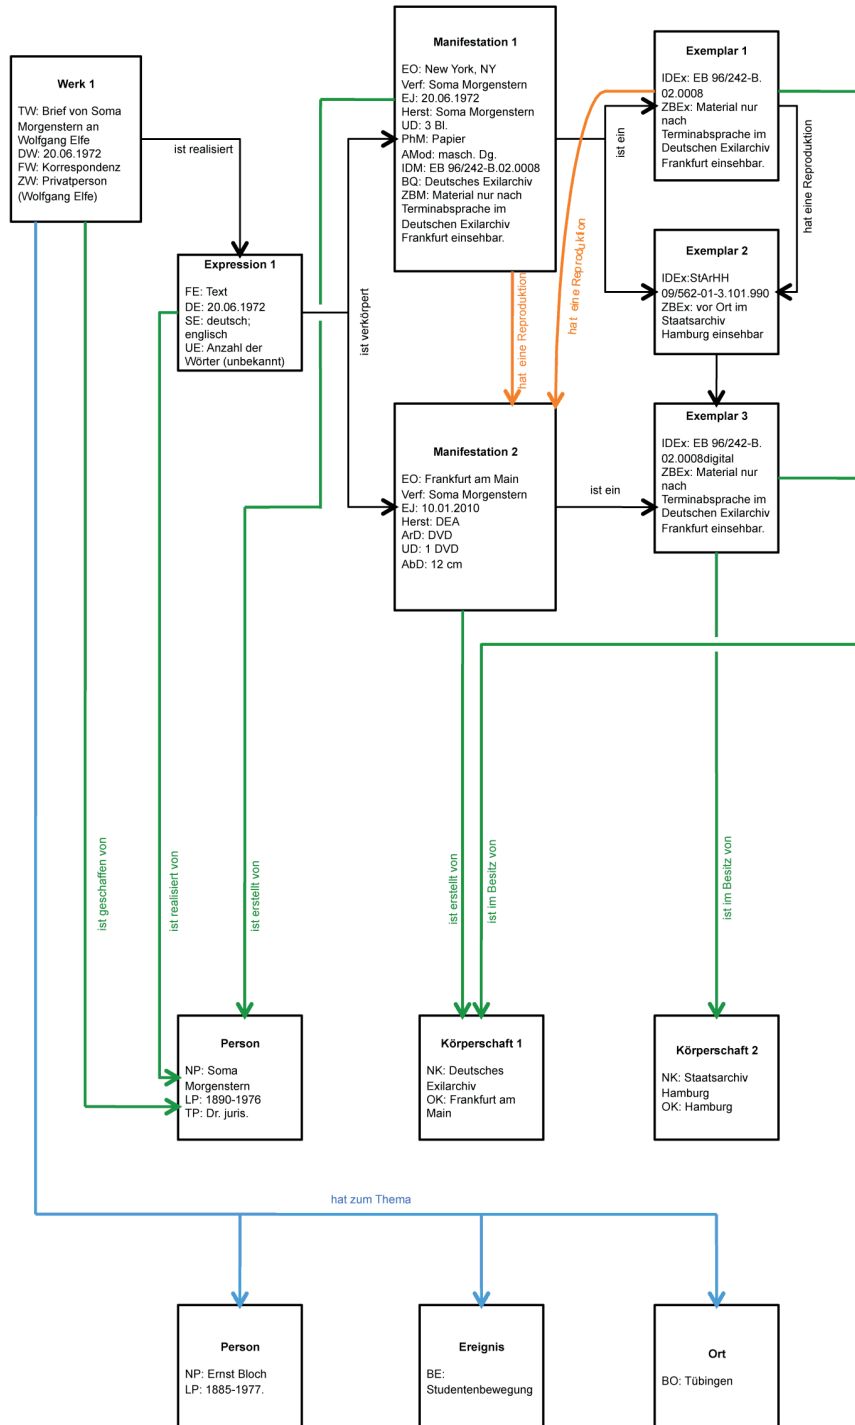 Werk 1
TW: Brief von Soma
Morgenstern an
Wolfgang Elfe
DW: 20.06.1972
FW: Korrespondenz
ZW: Privatperson
(Wolfgang Elfe)
ist realisiert
Expression 1
FE: Text
DE: 20.06.1972
SE: deutsch;
englisch
UE: Anzahl der
Wörter (unbekannt)
ist verkörpert
Manifestation 1
EO: New York, NY
Verf: Soma Morgenstern
EJ: 20.06.1972
Herst: Soma Morgenstern
UD: 3 Bl.
PhM: Papier
AMod: masch. Dg.
IDM: EB 96/242-B.02.0008
BQ: Deutsches Exilarchiv
ZBM: Material nur nach
Terminabsprache im
Deutschen Exilarchiv
Frankfurt einsehbar.
hat eine Reproduktion
hat eine Reproduktion
ist ein
Exemplar 1
IDEx: EB 96/242-B.
02.0008
ZBEx: Material nur
nach
Terminabsprache im
Deutschen Exilarchiv
Frankfurt einsehbar.
hat eine Reproduktion
Exemplar 2
IDEx:StArHH
09/562-01-3.101.990
ZBEx: vor Ort im
Staatsarchiv
Hamburg einsehbar
Manifestation 2
EO: Frankfurt am Main
Verf: Soma Morgenstern
EJ: 10.01.2010
Herst: DEA
ArD: DVD
UD: 1 DVD
AbD: 12 cm
ist ein
Exemplar 3
IDEx: EB 96/242-B.
02.0008digital
ZBEx: Material nur
nach
Terminabsprache im
Deutschen Exilarchiv
Frankfurt einsehbar.
ist geschaffen von
ist realisiert von
ist erstellt von
ist erstellt von
ist im Besitz von
ist im Besitz von
Person
NP: Soma
Morgenstern
LP: 1890-1976
TP: Dr. juris.
Körperschaft 1
NK: Deutsches
Exilarchiv
OK: Frankfurt am
Main
Körperschaft 2
NK: Staatsarchiv
Hamburg
OK: Hamburg
hat zum Thema
Person
NP: Ernst Bloch
LP: 1885-1977.
Ereignis
BE:
Studentenbewegung
Ort
BO: Tübingen